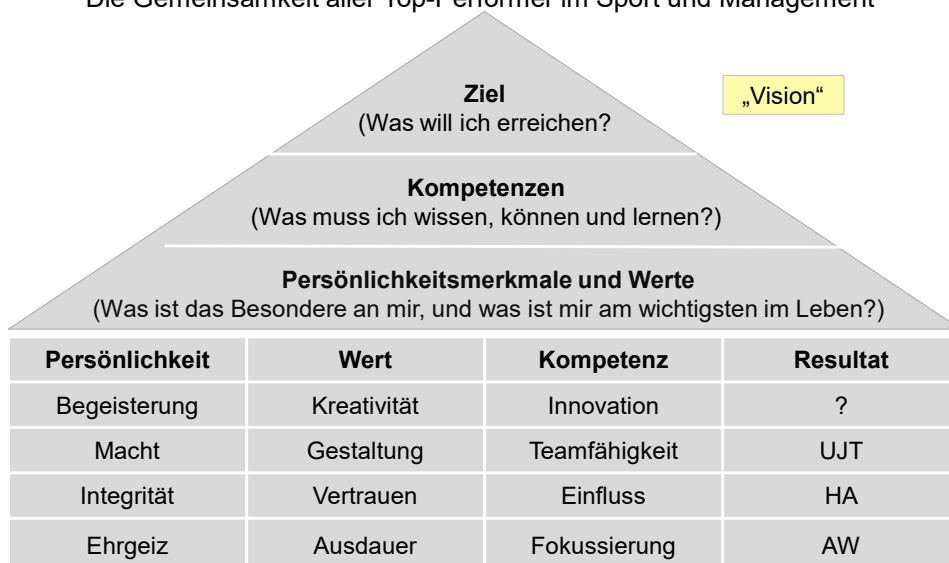 Die Gemeinsamkeit aller Top-Performer im Sport und Management
Ziel
(Was will ich erreichen?
„Vision“
Kompetenzen
(Was muss ich wissen, können und lernen?)
Persönlichkeitsmerkmale und Werte
(Was ist das Besondere an mir, und was ist mir am wichtigsten im Leben?)
Persönlichkeit Wert Kompetenz Resultat
Begeisterung Kreativität Innovation ?
Macht Gestaltung Teamfähigkeit UJT
Integrität Vertrauen Einfluss HA
Ehrgeiz Ausdauer Fokussierung AW